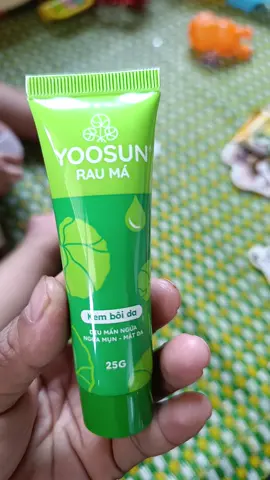 YOOSUN
RAU MÁ
Kem bôi da
DỊU MẨN NGỨA
NGỪA MỤN - MÁT DA
25G